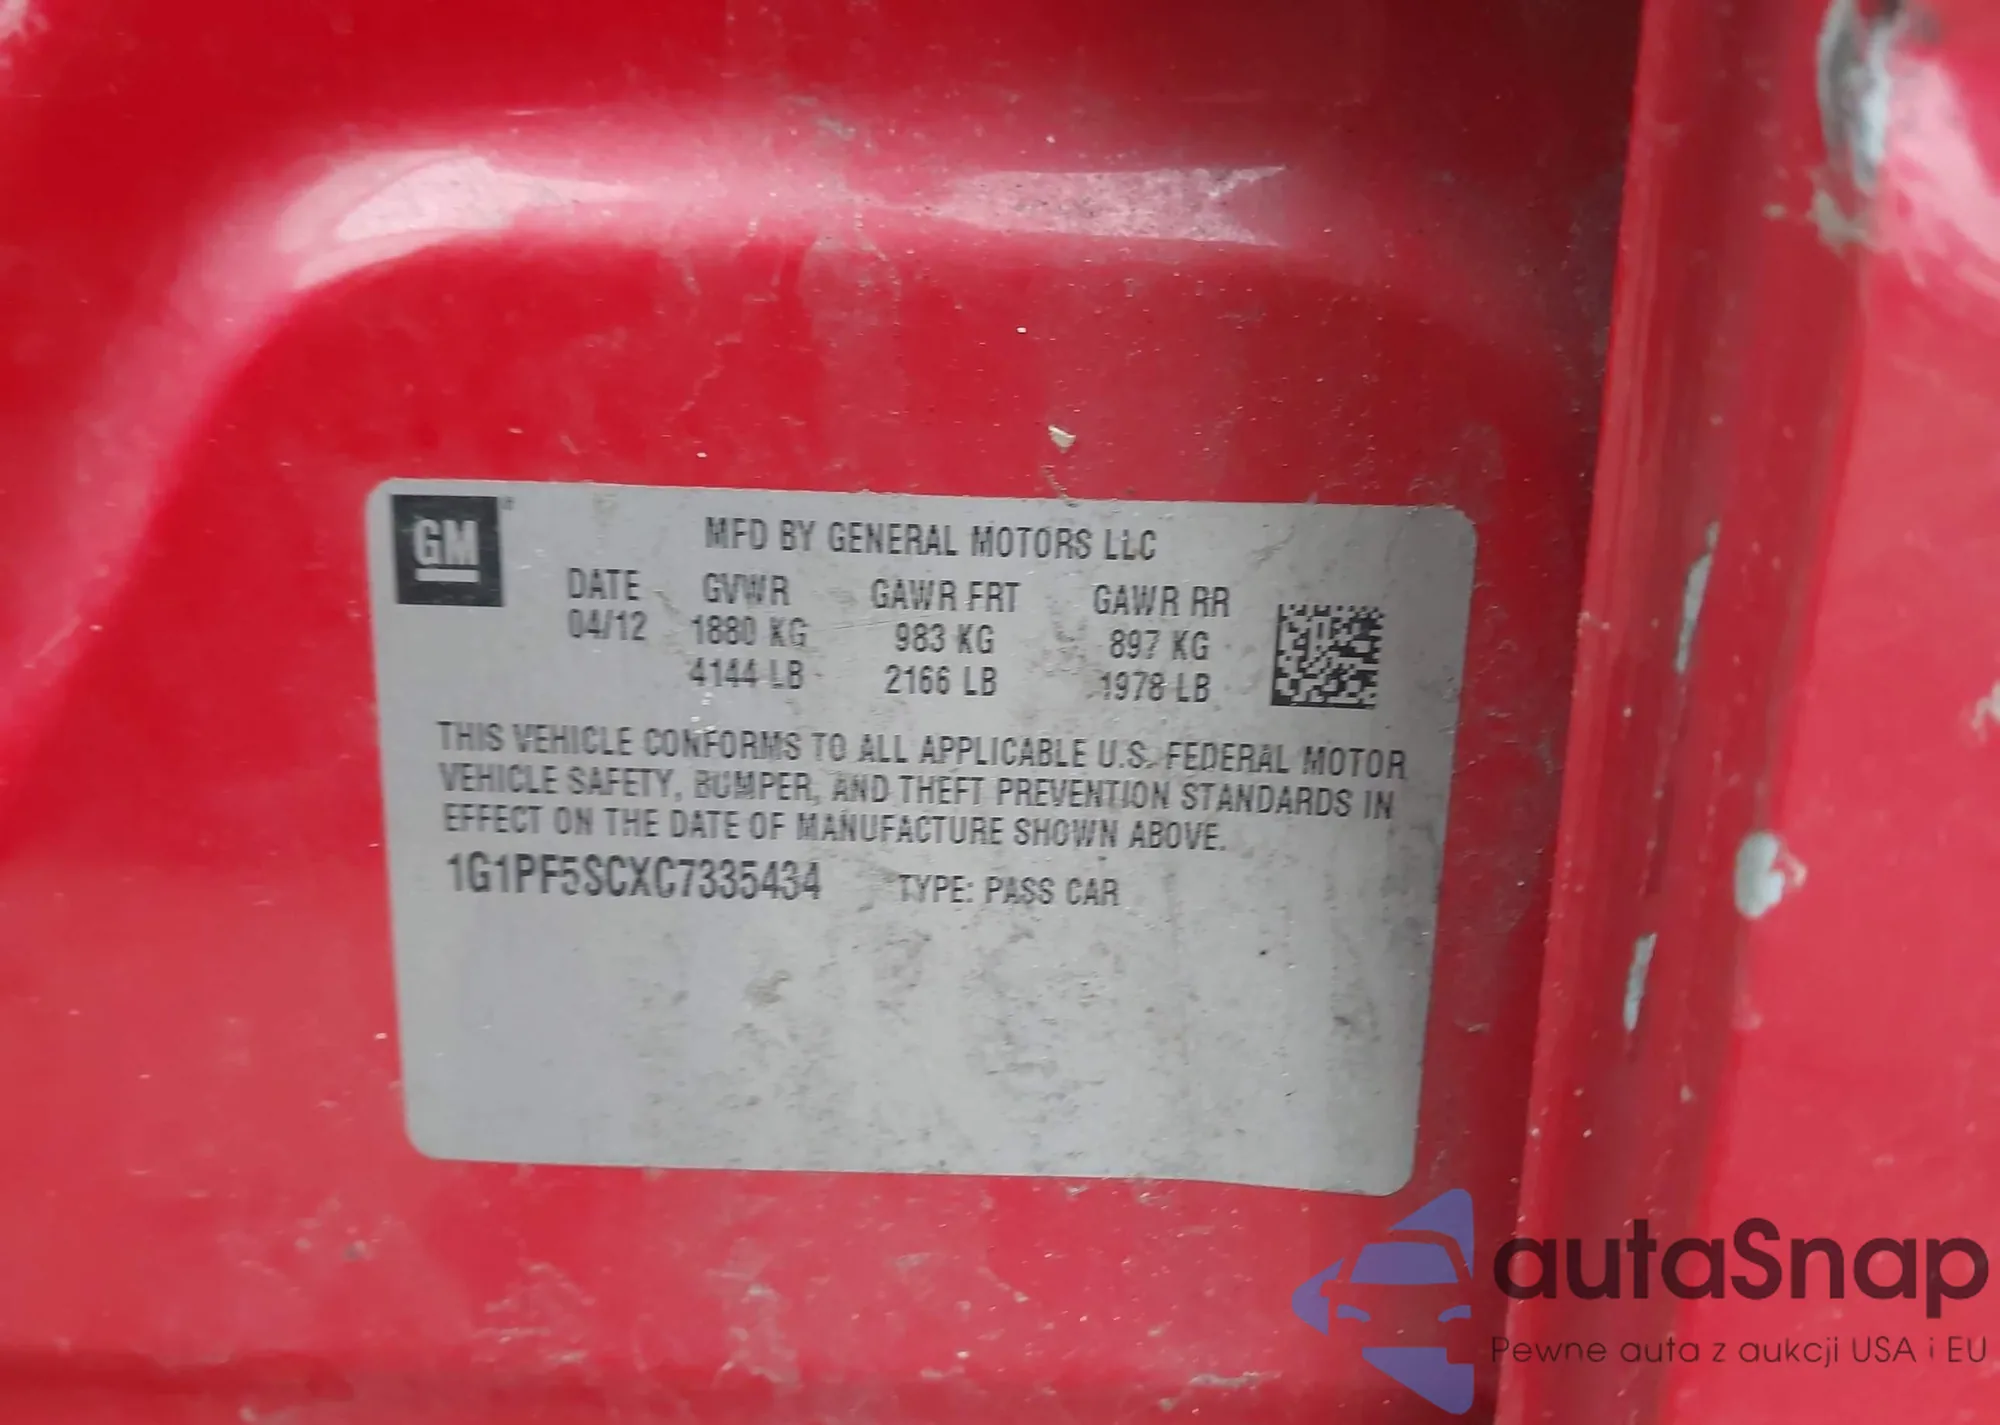 GM
MFD BY GENERAL MOTORS LLC
DATE GVWR GAWR FRT GAWR RR
04/12 1880 KG 983 KG 897 KG
4144 LB 2166 LB 1978 LB
THIS VEHICLE CONFORMS TO ALL APPLICABLE U.S. FEDERAL MOTOR
VEHICLE SAFETY, BUMPER, AND THEFT PREVENTION STANDARDS IN
EFFECT ON THE DATE OF MANUFACTURE SHOWN ABOVE.
1G1PF5SCXC7335434 TYPE: PASS CAR
autaSnap
Pewne auta z aukcji USA i EU